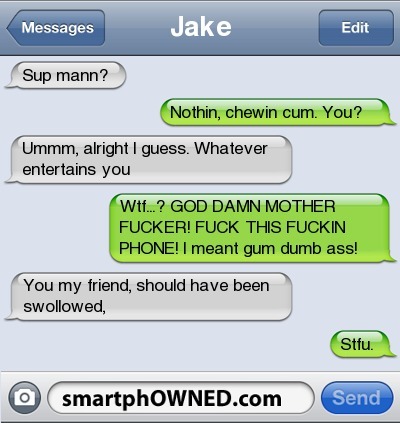 Messages
Jake
Edit
Sup mann?
Nothin, chewin cum. You?
Ummm, alright I guess. Whatever
entertains you
Wtf...? GOD DAMN MOTHER
FUCKER! FUCK THIS FUCKIN
PHONE! I meant gum dumb ass!
You my friend, should have been
swollowed,
Stfu.
smartphOWNED.com
Send